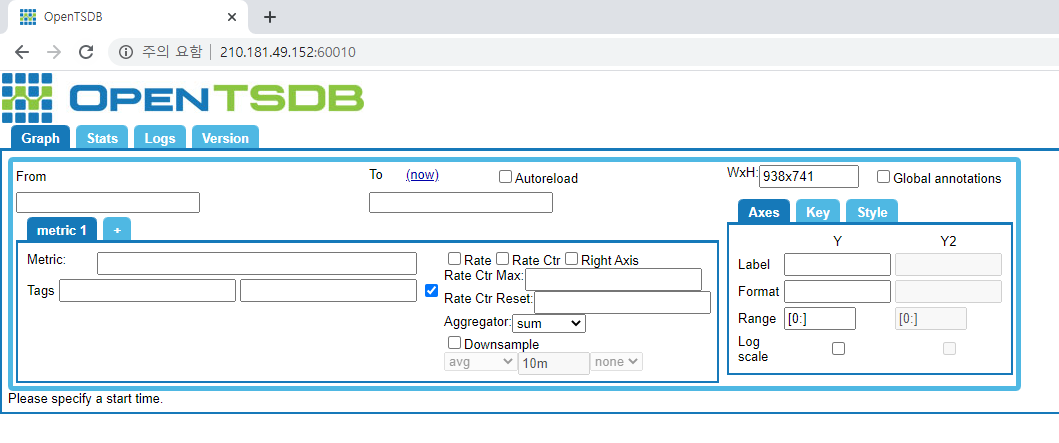 OpenTSDB
주의 요함 210.181.49.152:60010
OPENTSDB
Graph Stats Logs Version
From To (now) Autoreload WxH: 938x741 Global annotations
metric 1 + Axes Key Style
Y Y2
Metric: Rate Rate Ctr Right Axis
Label
Rate Ctr Max:
Tags
Format
Rate Ctr Reset:
Range [0:] [0:]
Aggregator: sum
Log scale
Downsample
avg 10m none
Please specify a start time.